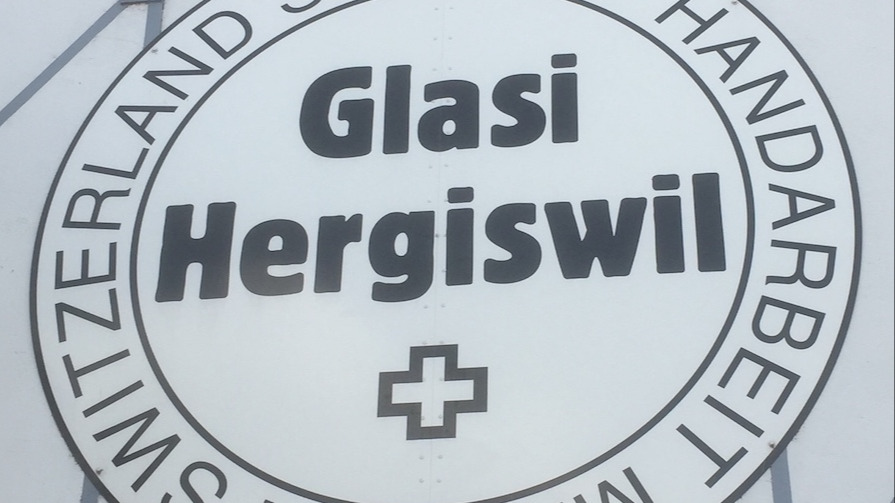 Glasi
Hergiswil
SWITZERLAND
HANDARBEIT